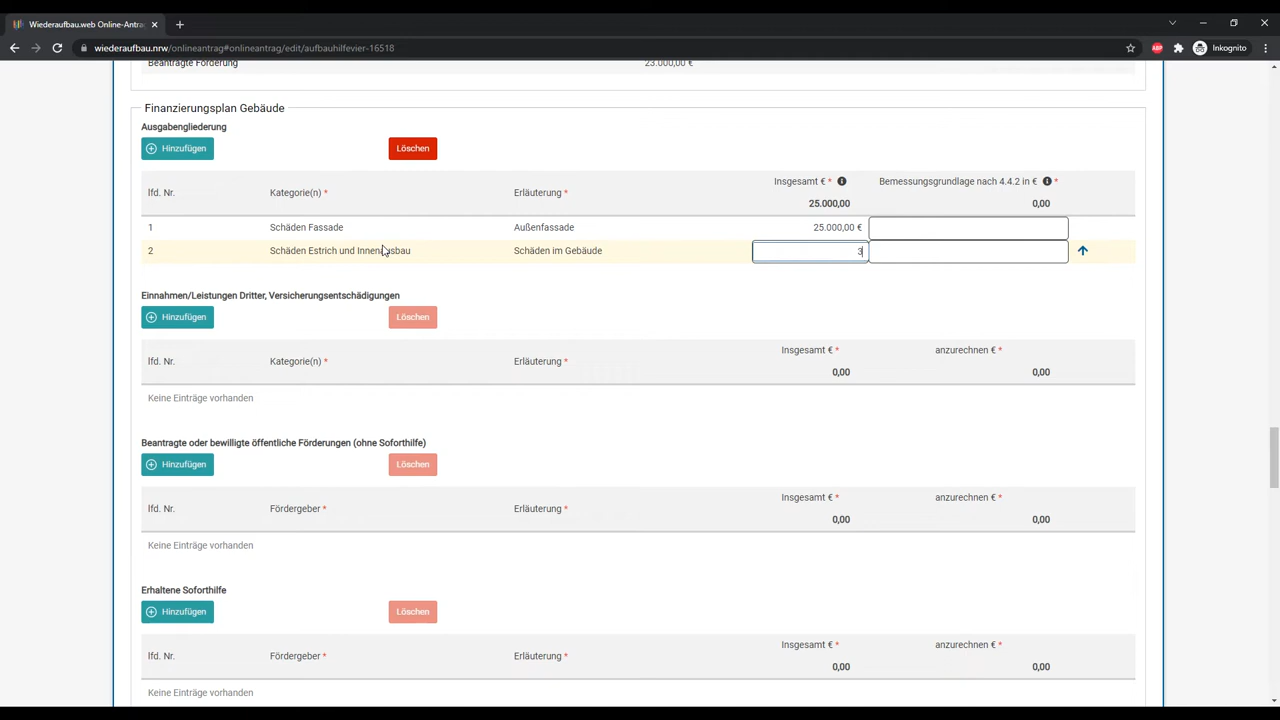 Wiederaufbau.web Online-Antra
wiederaufbau.nrw/onlineantrag#onlineantrag/edit/aufbauhilfevier-16518
ABP
Inkognito
Beantragte Förderung 23.000,00 €
Finanzierungsplan Gebäude
Ausgabengliederung
Hinzufügen Löschen
lfd. Nr. Kategorie(n) * Erläuterung * Insgesamt € * Bemessungsgrundlage nach 4.4.2 in € *
25.000,00 0,00
1 Schäden Fassade Außenfassade 25.000,00 €
2 Schäden Estrich und Innenausbau Schäden im Gebäude 3
Einnahmen/Leistungen Dritter, Versicherungsentschädigungen
Hinzufügen Löschen
lfd. Nr. Kategorie(n) * Erläuterung * Insgesamt € * anzurechnen € *
0,00 0,00
Keine Einträge vorhanden
Beantragte oder bewilligte öffentliche Förderungen (ohne Soforthilfe)
Hinzufügen Löschen
lfd. Nr. Fördergeber * Erläuterung * Insgesamt € * anzurechnen € *
0,00 0,00
Keine Einträge vorhanden
Erhaltene Soforthilfe
Hinzufügen Löschen
lfd. Nr. Fördergeber * Erläuterung * Insgesamt € * anzurechnen € *
0,00 0,00
Keine Einträge vorhanden